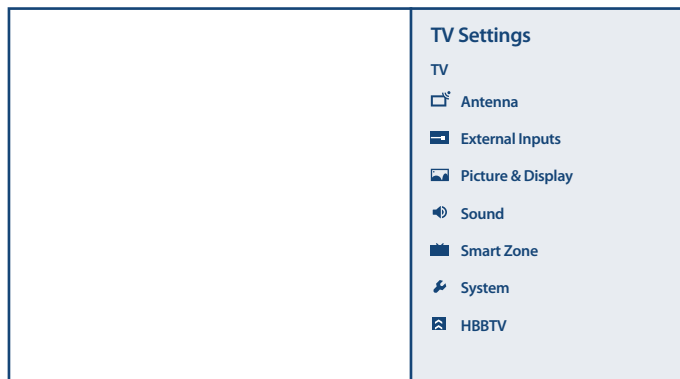 TV Settings
TV
Antenna
External Inputs
Picture & Display
Sound
Smart Zone
System
HBBTV